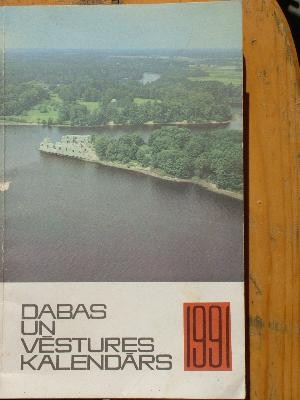 DABAS
UN
VĒSTURES
KALENDĀRS
1991